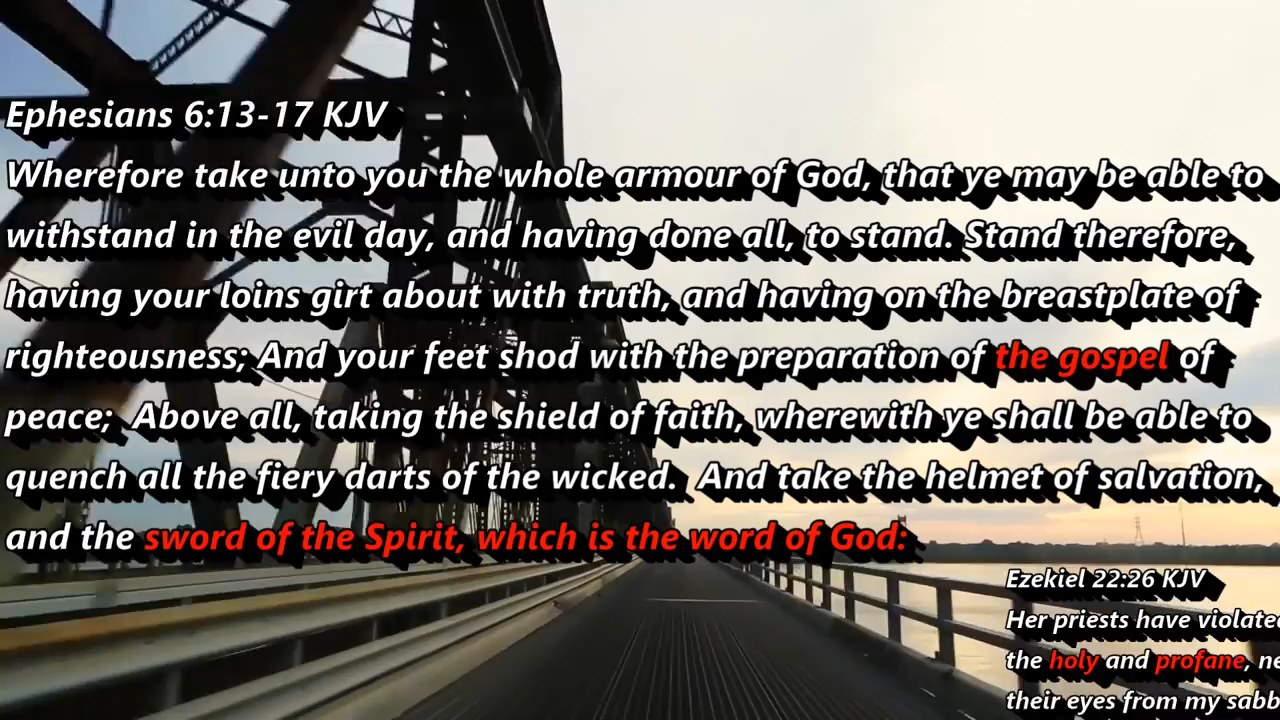 Ephesians 6:13-17 KJV
Wherefore take unto you the whole armour of God, that ye may be able to
withstand in the evil day, and having done all, to stand. Stand therefore,
having your loins girt about with truth, and having on the breastplate of
righteousness; And your feet shod with the preparation of the gospel of
peace;  Above all, taking the shield of faith, wherewith ye shall be able to
quench all the fiery darts of the wicked.  And take the helmet of salvation,
and the sword of the Spirit, which is the word of God:
Ezekiel 22:26 KJV
Her priests have violate
the holy and profane, ne
their eyes from my sabb